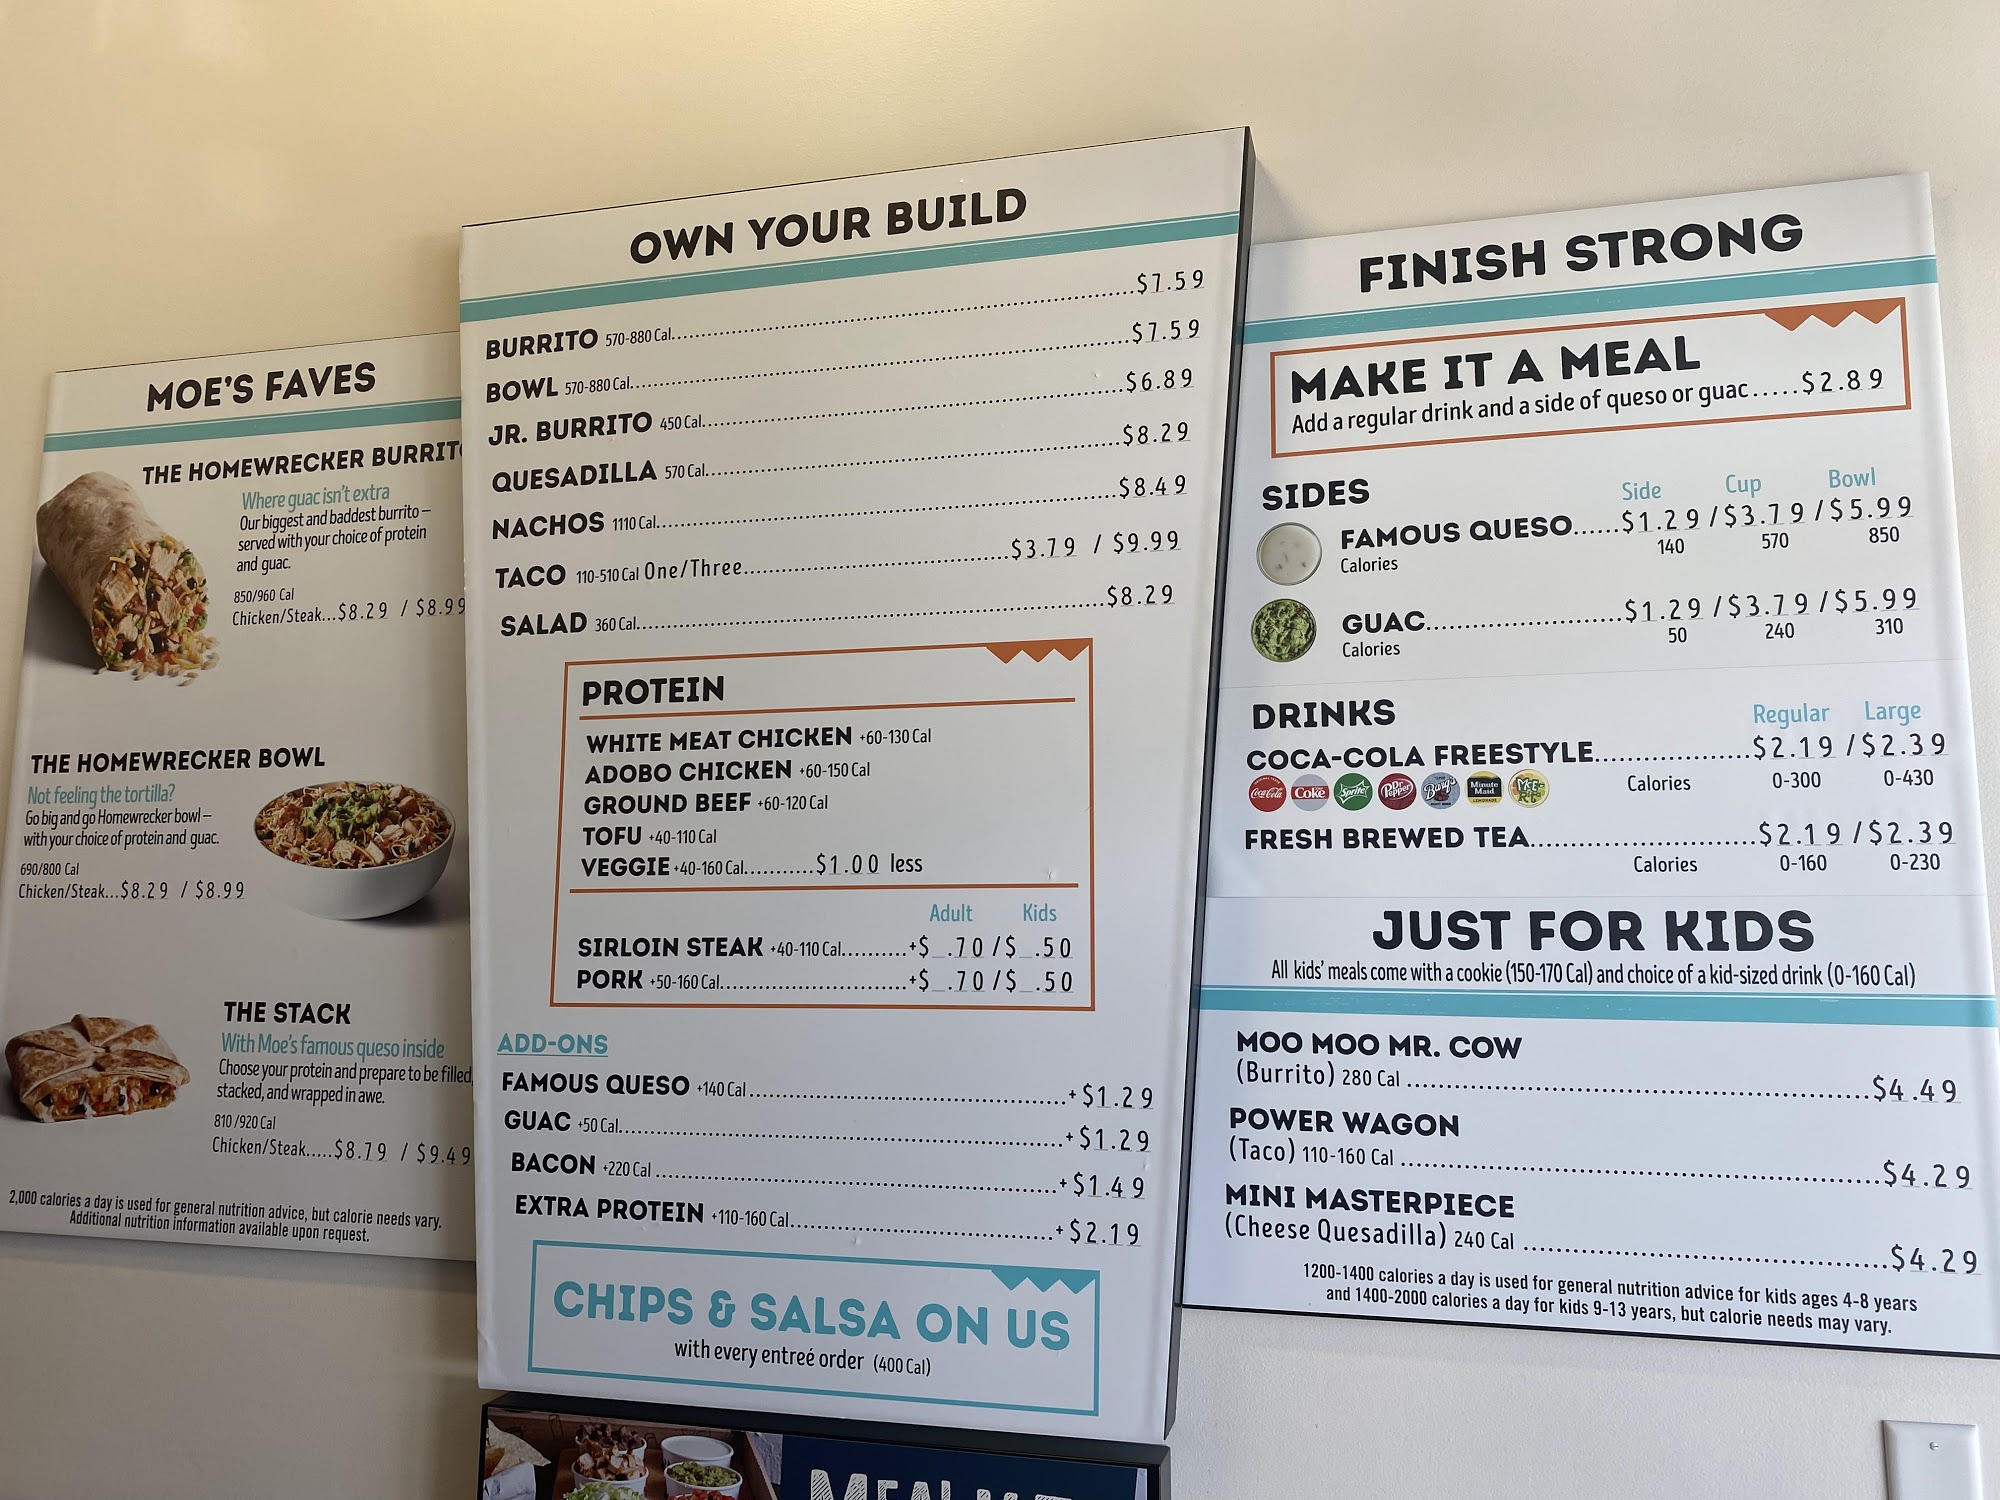 MOE'S FAVES
THE HOMEWRECKER BURRITO
Where guac isn't extra
Our biggest and baddest burrito –
served with your choice of protein
and guac.
850/960 Cal
Chicken/Steak...$8.29 / $8.99
THE HOMEWRECKER BOWL
Not feeling the tortilla?
Go big and go Homewrecker bowl –
with your choice of protein and guac.
690/800 Cal
Chicken/Steak...$8.29 / $8.99
THE STACK
With Moe's famous queso inside
Choose your protein and prepare to be filled,
stacked, and wrapped in awe.
810/920 Cal
Chicken/Steak.....$8.79 / $9.49
2,000 calories a day is used for general nutrition advice, but calorie needs vary.
Additional nutrition information available upon request.
OWN YOUR BUILD
BURRITO 570-880 Cal...$7.59
BOWL 570-880 Cal...$7.59
JR. BURRITO 450 Cal...$6.89
QUESADILLA 570 Cal...$8.29
NACHOS 1110 Cal...$8.49
TACO 110-510 Cal One/Three...$3.79 / $9.99
SALAD 360 Cal...$8.29
PROTEIN
WHITE MEAT CHICKEN +60-130 Cal
ADOBO CHICKEN +60-150 Cal
GROUND BEEF +60-120 Cal
TOFU +40-110 Cal
VEGGIE +40-160 Cal...........$1.00 less
Adult Kids
SIRLOIN STEAK +40-110 Cal..........+$ .70/$ .50
PORK +50-160 Cal...+$ .70/$ .50
ADD-ONS
FAMOUS QUESO +140 Cal...+$1.29
GUAC +50 Cal...+$1.29
BACON +220 Cal...+$1.49
EXTRA PROTEIN +110-160 Cal...+$2.19
CHIPS & SALSA ON US
with every entreé order (400 Cal)
FINISH STRONG
MAKE IT A MEAL
Add a regular drink and a side of queso or guac.....$2.89
SIDES Side Cup Bowl
FAMOUS QUESO......$1.29/$3.79/$5.99
Calories 140 570 850
GUAC...$1.29/$3.79/$5.99
Calories 50 240 310
DRINKS Regular Large
COCA-COLA FREESTYLE...$2.19/$2.39
Coca-Cola Coke Sprite Dr Pepper Barq's Minute Maid LEMONADE Calories 0-300 0-430
FRESH BREWED TEA...$2.19/$2.39
Calories 0-160 0-230
JUST FOR KIDS
All kids' meals come with a cookie (150-170 Cal) and choice of a kid-sized drink (0-160 Cal)
MOO MOO MR. COW
(Burrito) 280 Cal...$4.49
POWER WAGON
(Taco) 110-160 Cal...$4.29
MINI MASTERPIECE
(Cheese Quesadilla) 240 Cal...$4.29
1200-1400 calories a day is used for general nutrition advice for kids ages 4-8 years
and 1400-2000 calories a day for kids 9-13 years, but calorie needs may vary.